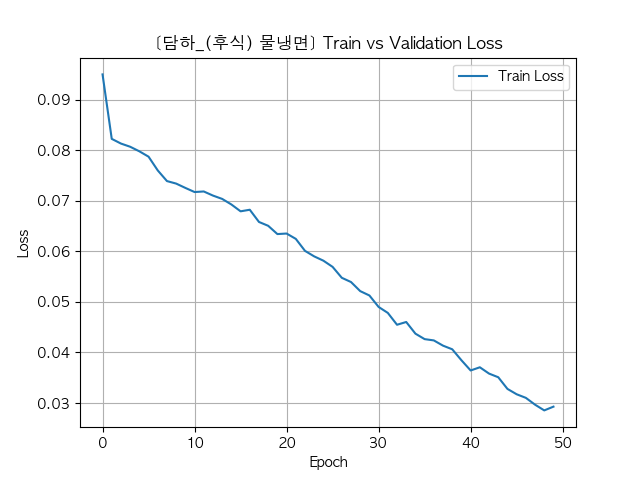 [담하_(후식) 물냉면] Train vs Validation Loss
Train Loss
Loss
0.09
0.08
0.07
0.06
0.05
0.04
0.03
0 10 20 30 40 50
Epoch